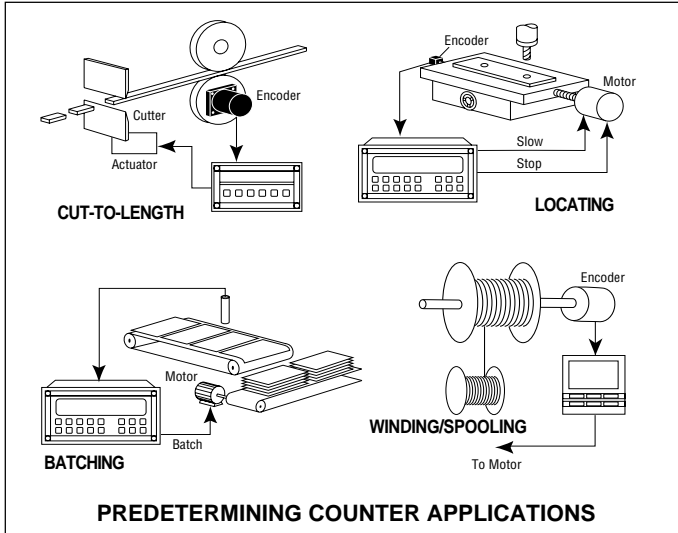 Encoder
Cutter
Actuator
CUT-TO-LENGTH
Encoder
Motor
Slow
Stop
LOCATING
Motor
Batch
BATCHING
Encoder
WINDING/SPOOLING
To Motor
PREDETERMINING COUNTER APPLICATIONS